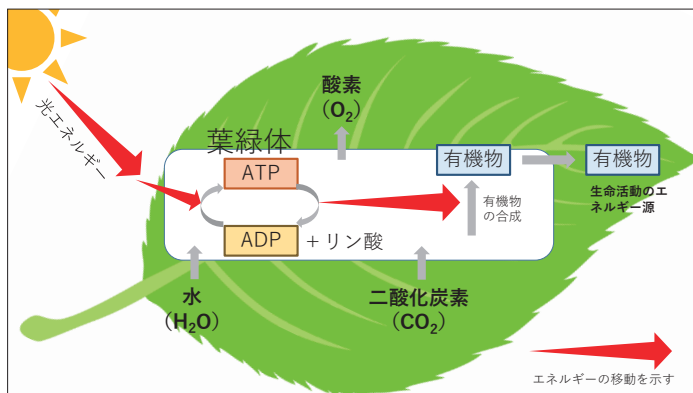 酸素
（O₂）
光エネルギー
葉緑体
ATP
有機物
有機物
生命活動のエ
ネルギー源
有機物
の合成
ADP
＋リン酸
水
（H₂O）
二酸化炭素
（CO₂）
エネルギーの移動を示す